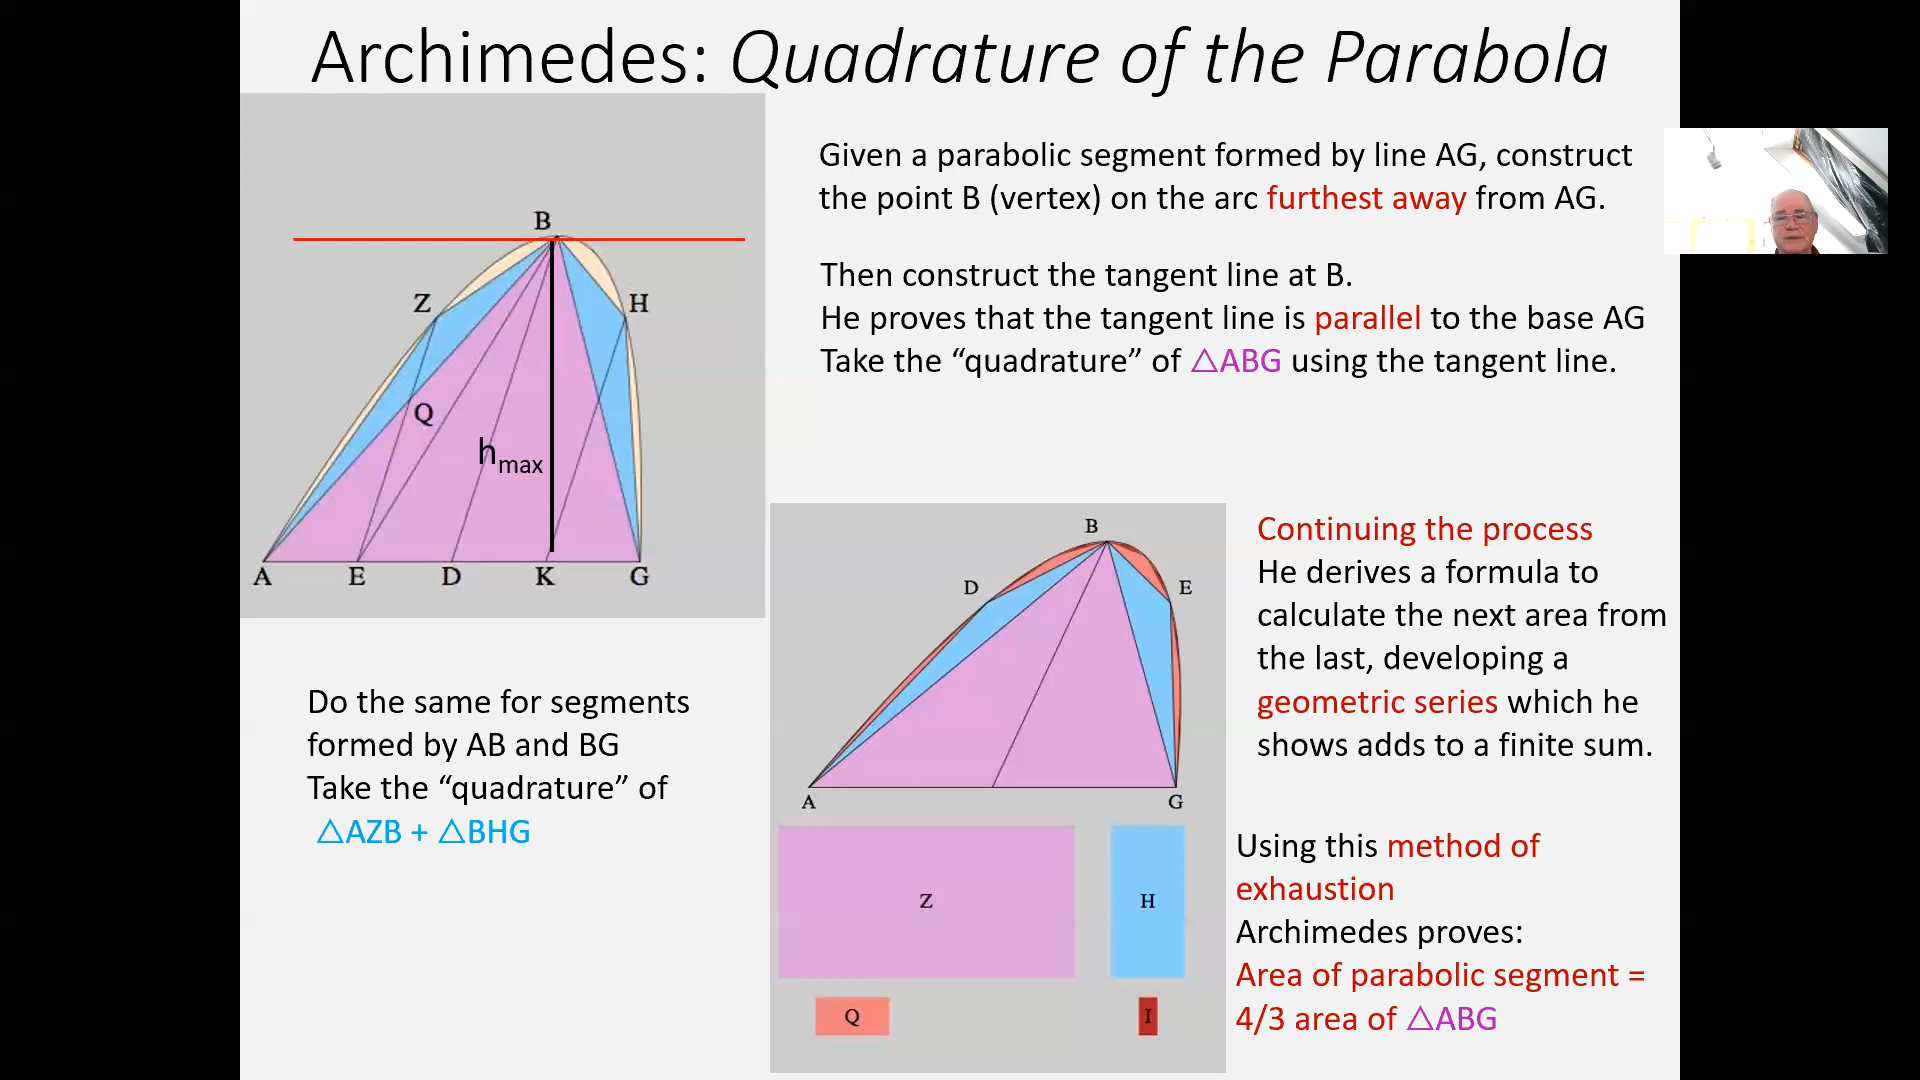 Archimedes: Quadrature of the Parabola
Given a parabolic segment formed by line AG, construct
the point B (vertex) on the arc furthest away from AG.
Then construct the tangent line at B.
He proves that the tangent line is parallel to the base AG
Take the “quadrature” of △ABG using the tangent line.
B
Z
H
Q
hmax
A E D K G
Do the same for segments
formed by AB and BG
Take the “quadrature” of
△AZB + △BHG
B
D
E
A
G
Z
H
Q
I
Continuing the process
He derives a formula to
calculate the next area from
the last, developing a
geometric series which he
shows adds to a finite sum.
Using this method of
exhaustion
Archimedes proves:
Area of parabolic segment =
4/3 area of △ABG